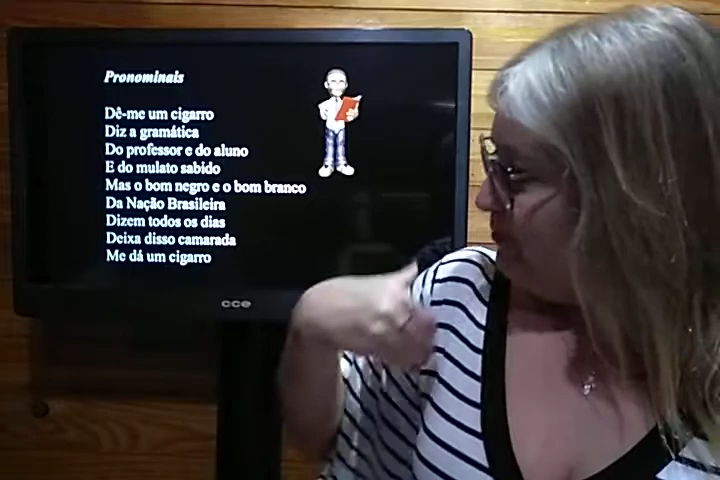 Pronominais
Dê-me um cigarro
Diz a gramática
Do professor e do aluno
E do mulato sabido
Mas o bom negro e o bom branco
Da Nação Brasileira
Dizem todos os dias
Deixa disso camarada
Me dá um cigarro
cce